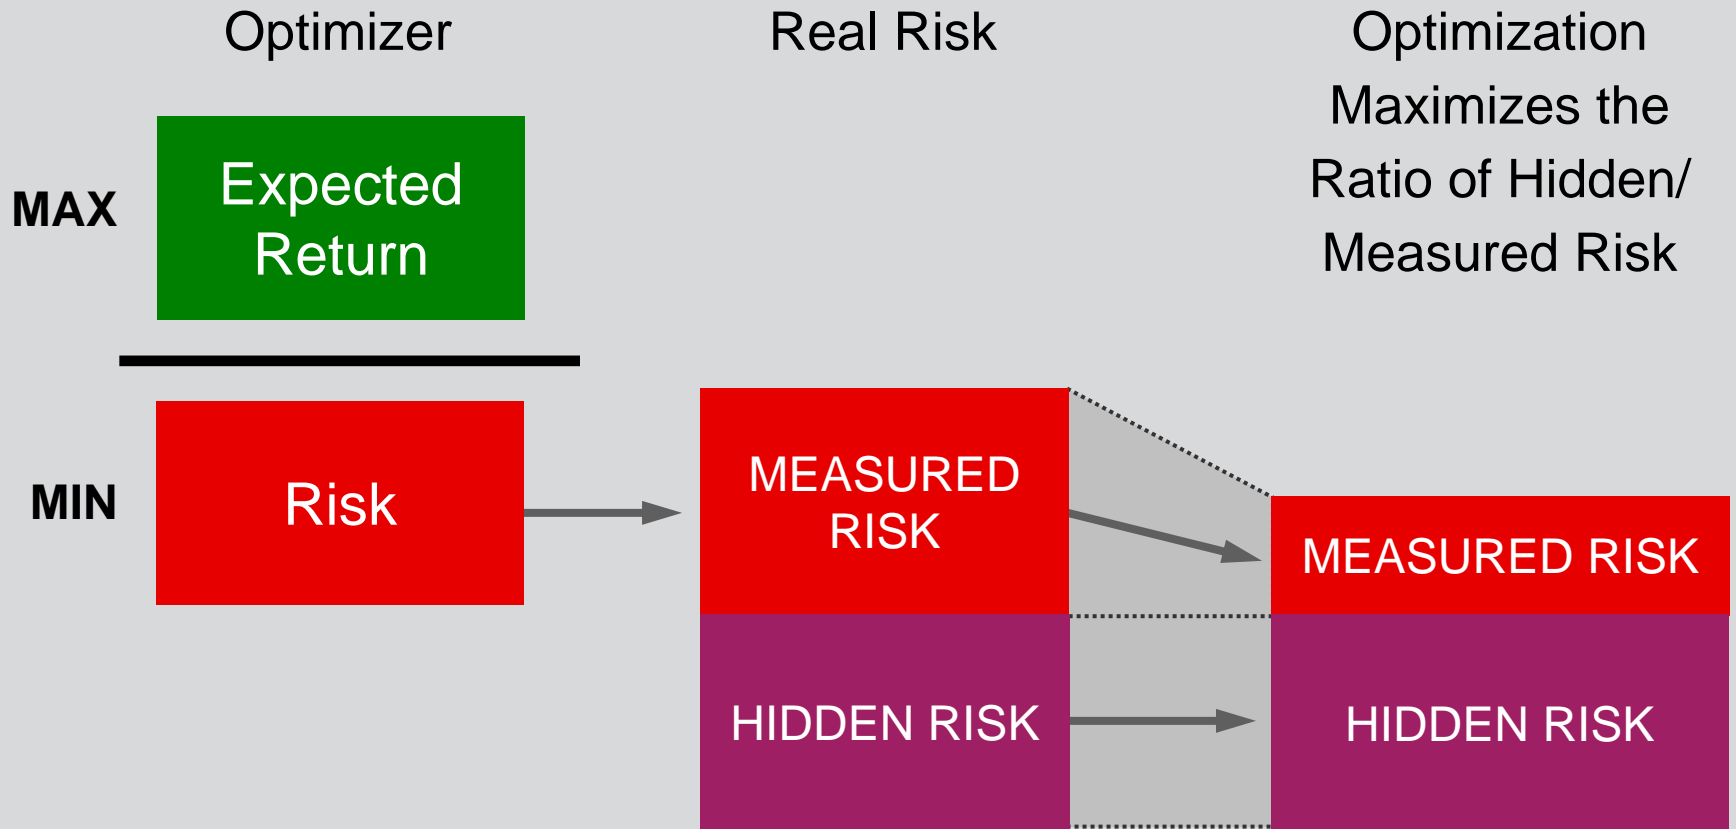 Optimizer
Real Risk
Optimization
Maximizes the
Ratio of Hidden/
Measured Risk
MAX
Expected
Return
MIN
Risk
MEASURED
RISK
MEASURED RISK
HIDDEN RISK
HIDDEN RISK